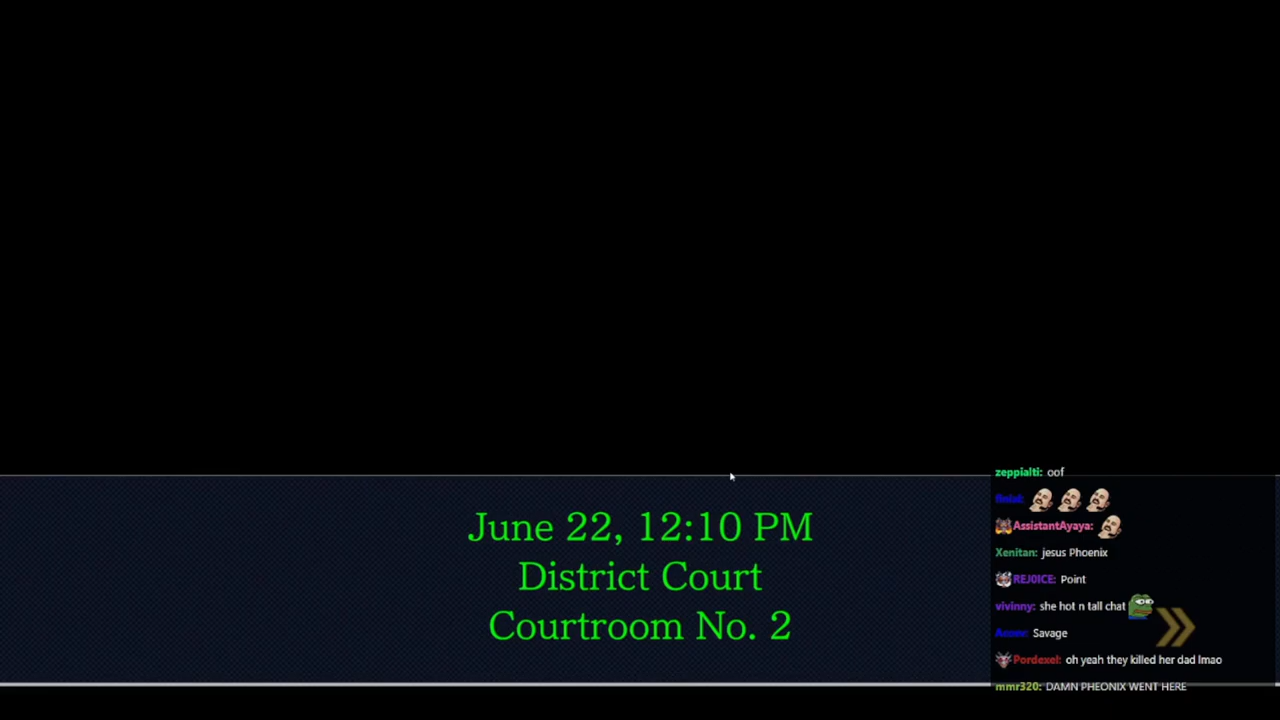 June 22, 12:10 PM
District Court
Courtroom No. 2
zeppialti: oof
AssistantAyaya:
Xenitan: jesus Phoenix
REJ0ICE: Point
vivinny: she hot n tall chat
Savage
Pordexel: oh yeah they killed her dad lmao
mmr320: DAMN PHEONIX WENT HERE